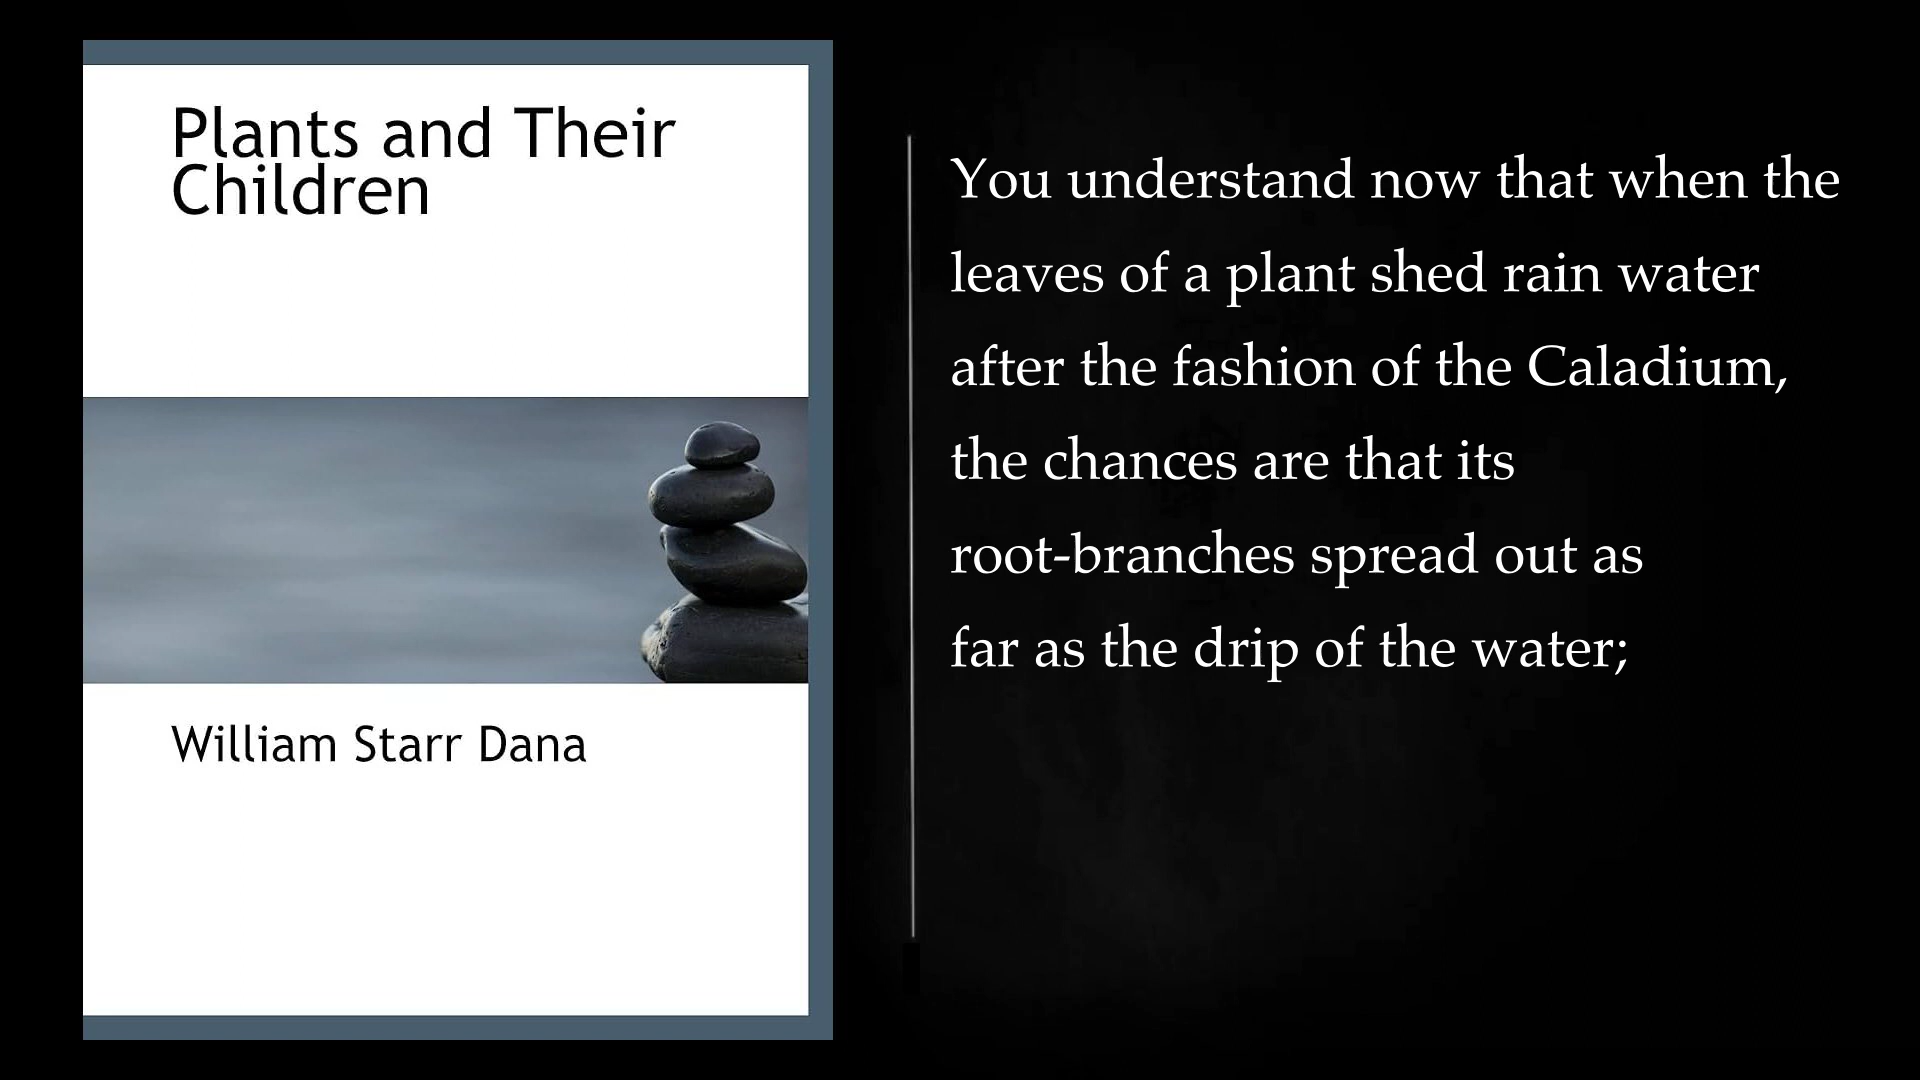 Plants and Their
Children
William Starr Dana
You understand now that when the
leaves of a plant shed rain water
after the fashion of the Caladium,
the chances are that its
root-branches spread out as
far as the drip of the water;